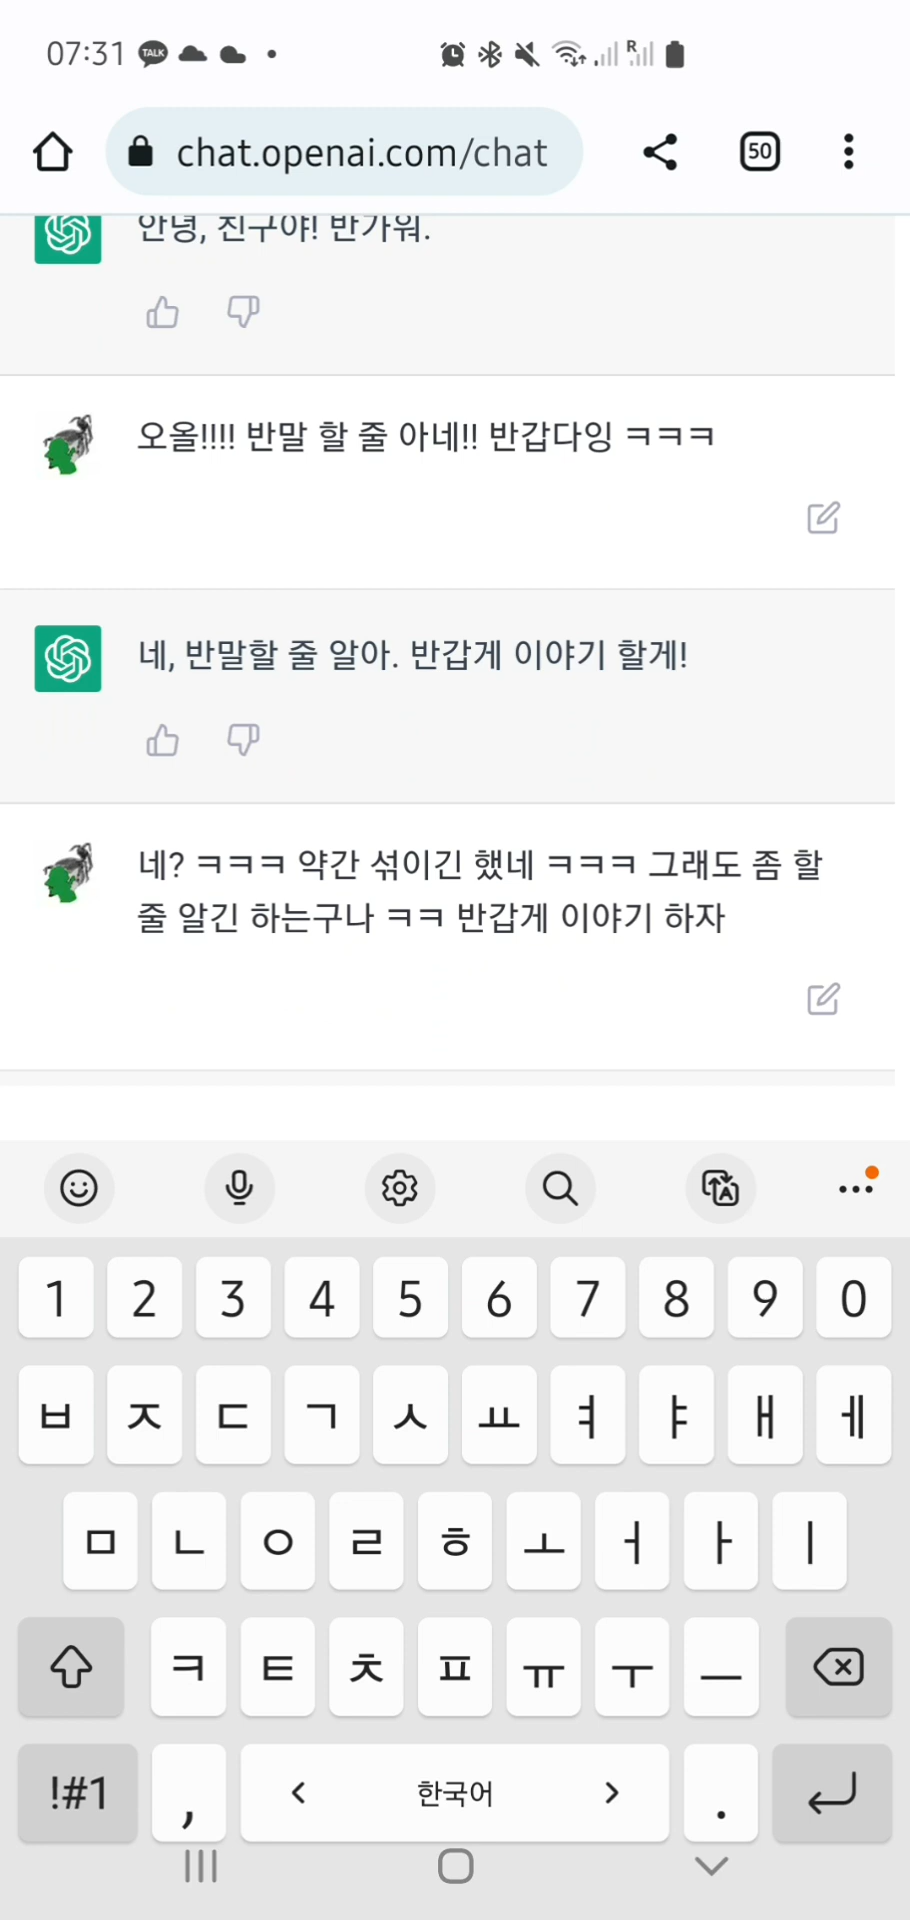 07:31 TALK R
chat.openai.com/chat 50
안녕, 친구야! 반가워.
오올!!!! 반말 할 줄 아네!! 반갑다잉 ㅋㅋㅋ
네, 반말할 줄 알아. 반갑게 이야기 할게!
네? ㅋㅋㅋ 약간 섞이긴 했네 ㅋㅋㅋ 그래도 좀 할
줄 알긴 하는구나 ㅋㅋ 반갑게 이야기 하자
A
1 2 3 4 5 6 7 8 9 0
ㅂ ㅈ ㄷ ㄱ ㅅ ㅛ ㅕ ㅑ ㅐ ㅔ
ㅁ ㄴ ㅇ ㄹ ㅎ ㅗ ㅓ ㅏ ㅣ
ㅋ ㅌ ㅊ ㅍ ㅠ ㅜ ㅡ
!#1 , < 한국어 > .